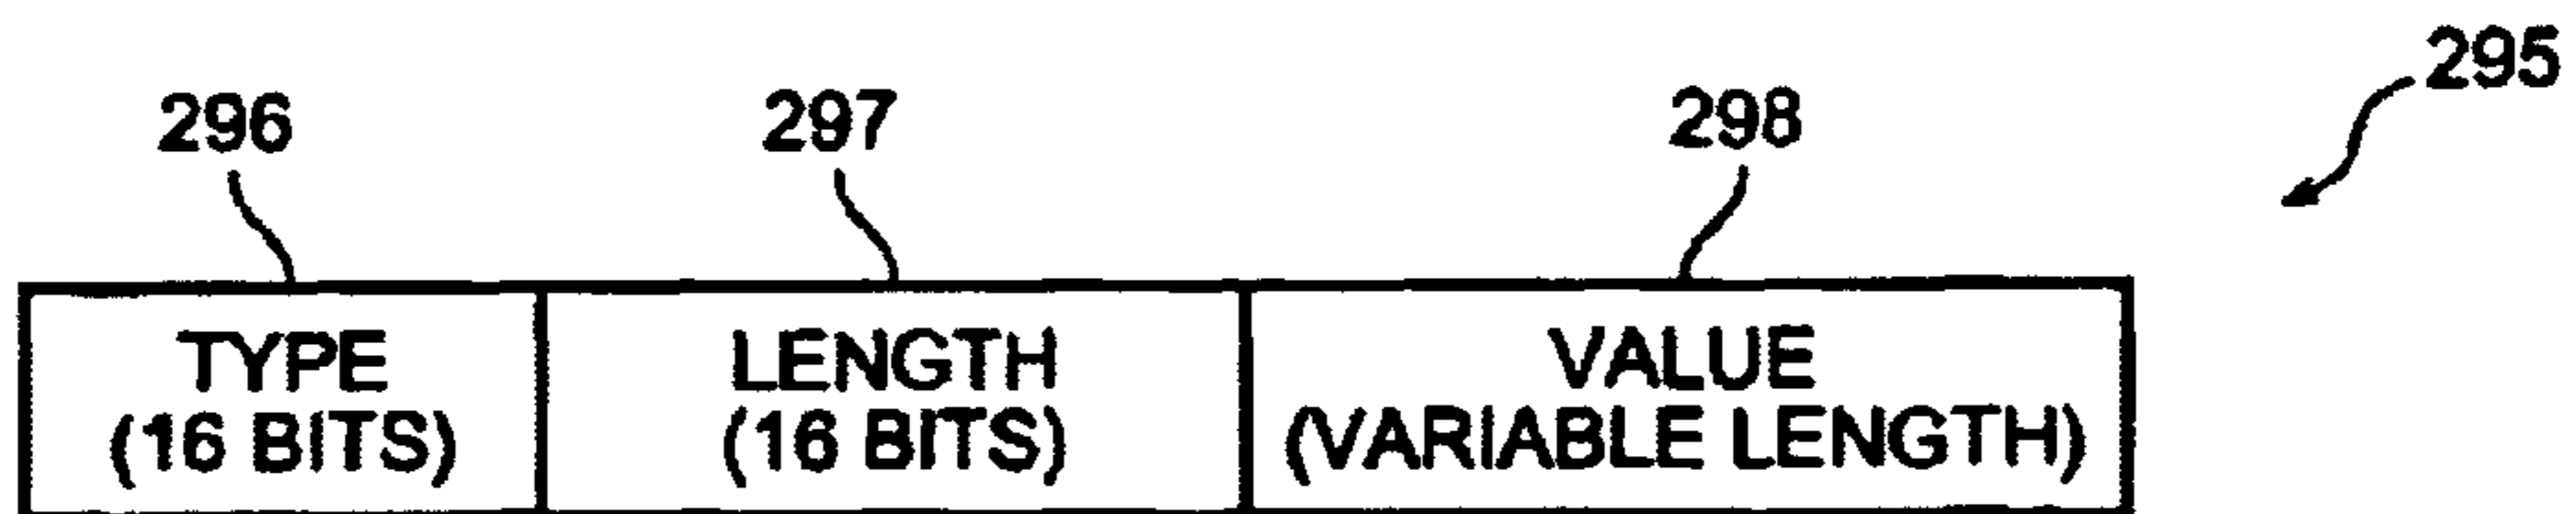 295
296 297 298
TYPE LENGTH VALUE
(16 BITS) (16 BITS) (VARIABLE LENGTH)